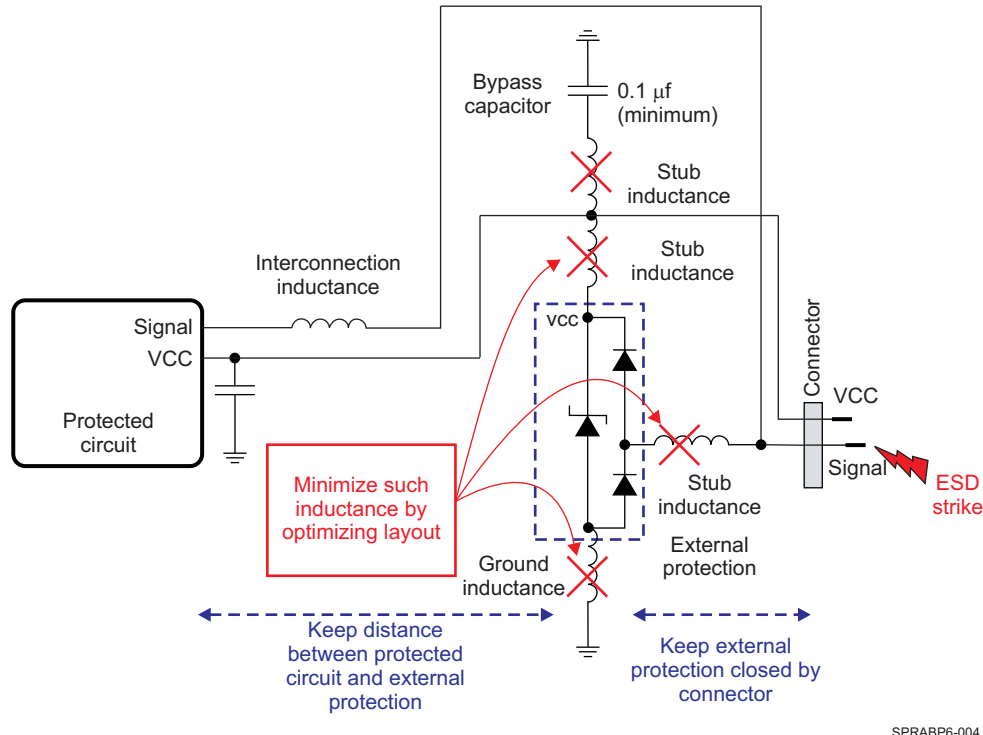 Bypass
capacitor
0.1 μf
(minimum)
Stub
inductance
Stub
inductance
Interconnection
inductance
Signal
VCC
Protected
circuit
vcc
Connector
VCC
Signal
ESD
strike
Minimize such
inductance by
optimizing layout
Stub
inductance
External
protection
Ground
inductance
Keep distance
between protected
circuit and external
protection
Keep external
protection closed by
connector
SPRABP6-004